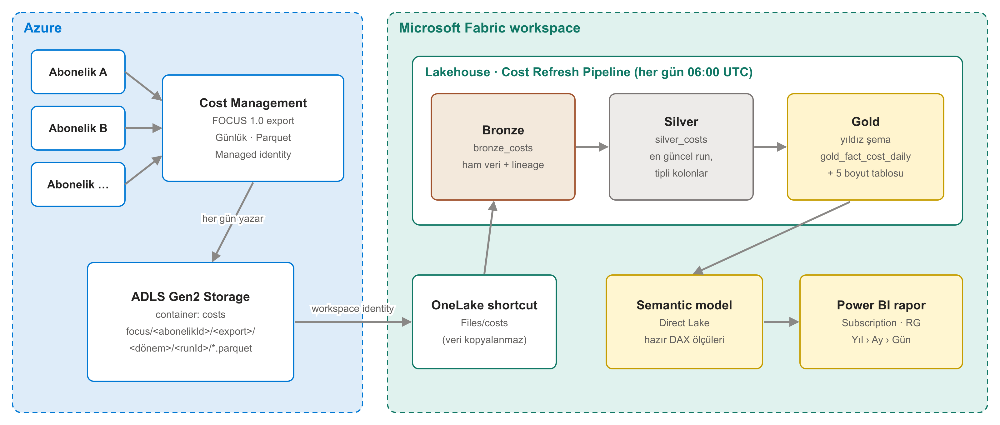 Azure
Abonelik A
Abonelik B
Abonelik …
Cost Management
FOCUS 1.0 export
Günlük · Parquet
Managed identity
her gün yazar
ADLS Gen2 Storage
container: costs
focus/<abonelikId>/<export>/
<dönem>/<runId>/*.parquet
workspace identity
Microsoft Fabric workspace
Lakehouse · Cost Refresh Pipeline (her gün 06:00 UTC)
Bronze
bronze_costs
ham veri + lineage
Silver
silver_costs
en güncel run,
tipli kolonlar
Gold
yıldız şema
gold_fact_cost_daily
+ 5 boyut tablosu
OneLake shortcut
Files/costs
(veri kopyalanmaz)
Semantic model
Direct Lake
hazır DAX ölçüleri
Power BI rapor
Subscription · RG
Yıl › Ay › Gün